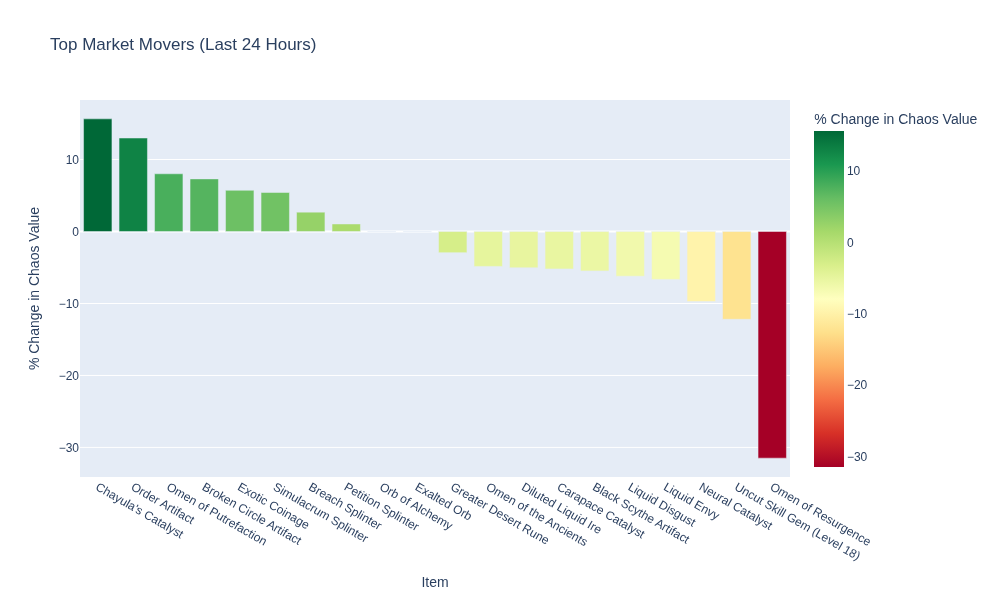 Top Market Movers (Last 24 Hours)
% Change in Chaos Value
10
0
−10
−20
−30
% Change in Chaos Value
10
0
−10
−20
−30
Chayula's Catalyst
Order Artifact
Omen of Putrefaction
Broken Circle Artifact
Exotic Coinage
Simulacrum Splinter
Breach Splinter
Petition Splinter
Orb of Alchemy
Exalted Orb
Greater Desert Rune
Omen of the Ancients
Diluted Liquid Ire
Carapace Catalyst
Black Scythe Artifact
Liquid Disgust
Liquid Envy
Neural Catalyst
Uncut Skill Gem (Level 18)
Omen of Resurgence
Item